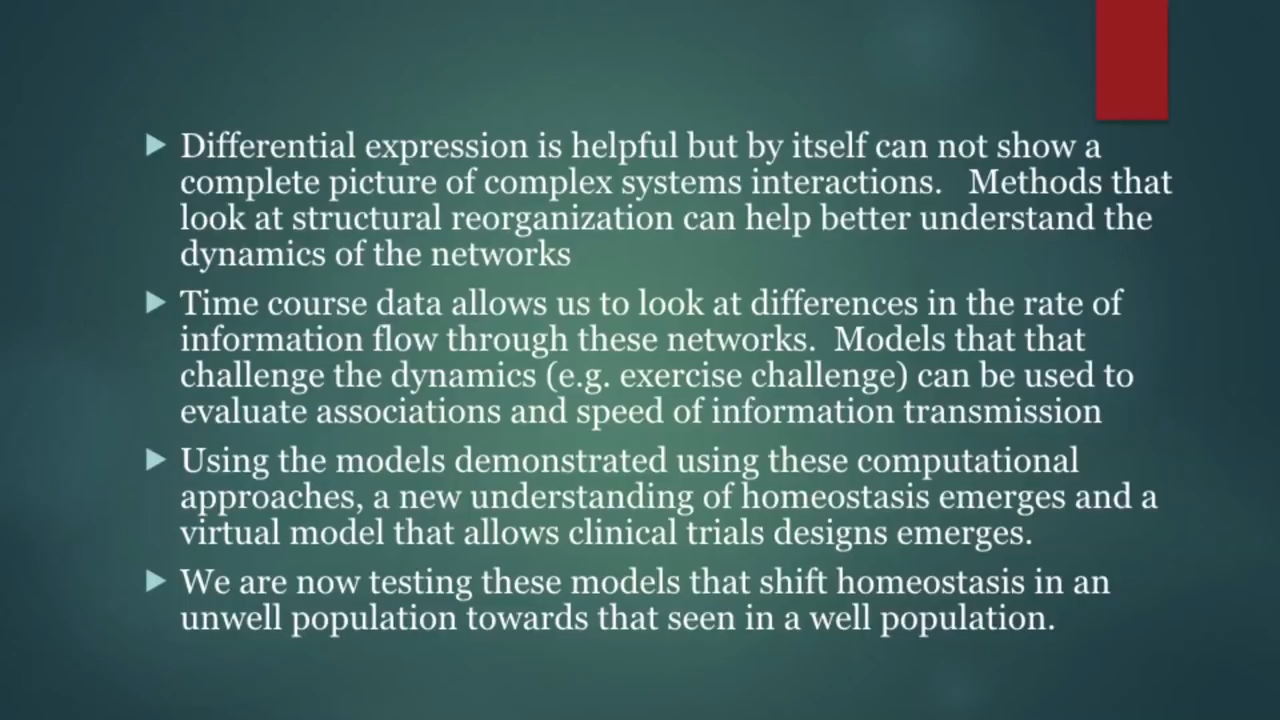 Differential expression is helpful but by itself can not show a
complete picture of complex systems interactions.   Methods that
look at structural reorganization can help better understand the
dynamics of the networks
Time course data allows us to look at differences in the rate of
information flow through these networks.  Models that that
challenge the dynamics (e.g. exercise challenge) can be used to
evaluate associations and speed of information transmission
Using the models demonstrated using these computational
approaches, a new understanding of homeostasis emerges and a
virtual model that allows clinical trials designs emerges.
We are now testing these models that shift homeostasis in an
unwell population towards that seen in a well population.